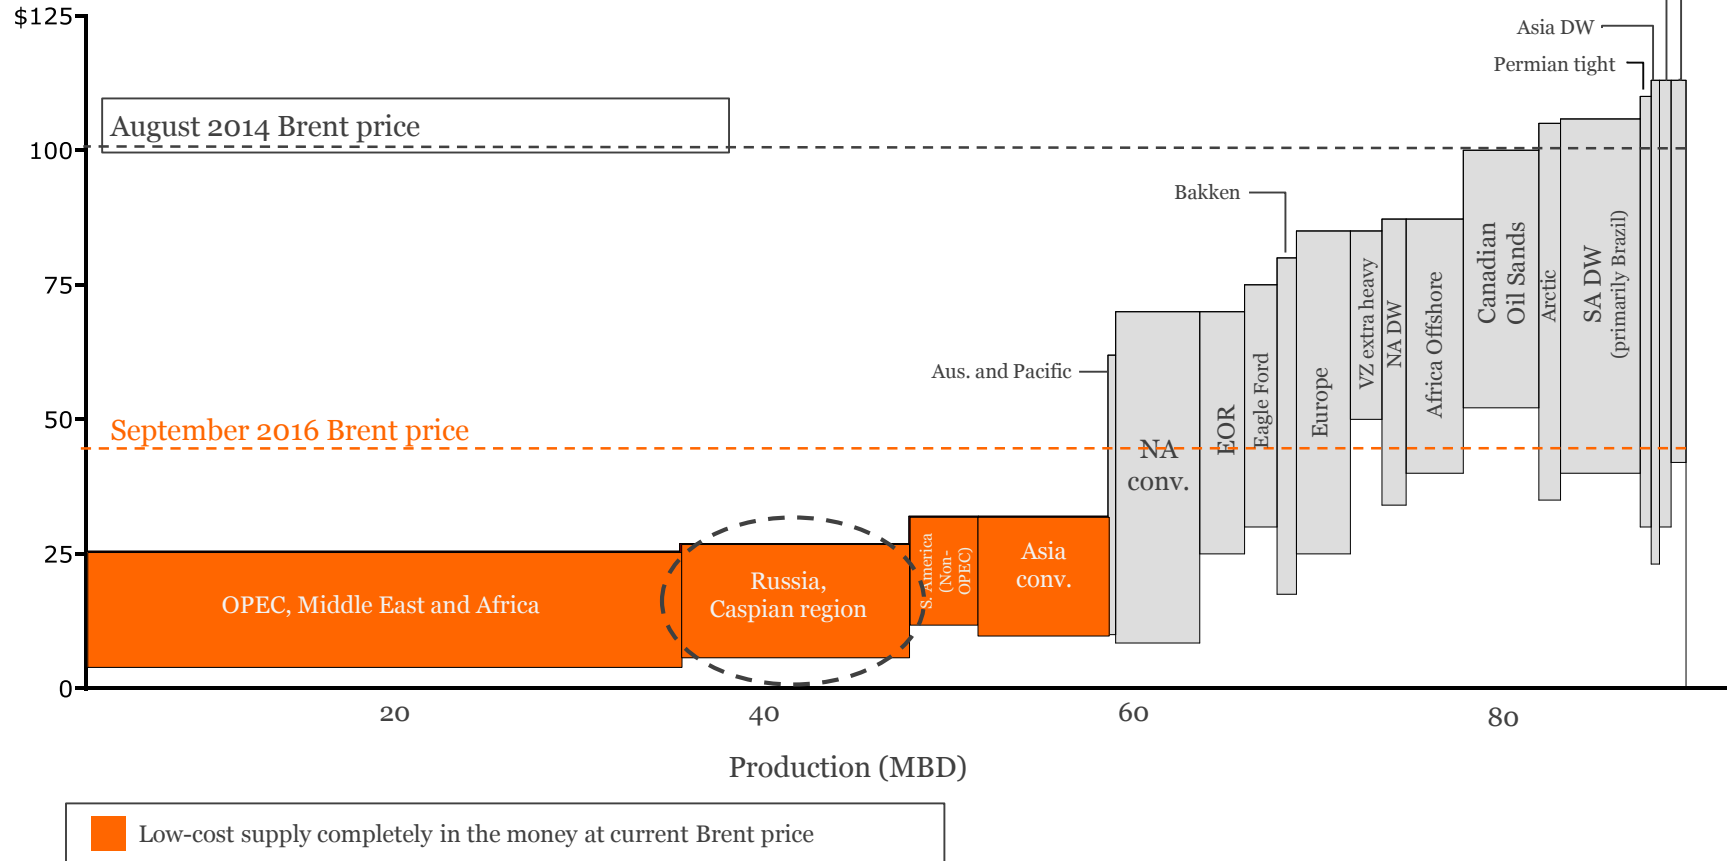 $125
Asia DW
Permian tight
August 2014 Brent price
100
Bakken
75
Aus. and Pacific
50
September 2016 Brent price
25
0
OPEC, Middle East and Africa
Russia,
Caspian region
S. America
(Non-
OPEC)
Asia
conv.
NA
conv.
EOR
Eagle Ford
Europe
VZ extra heavy
NA DW
Africa Offshore
Canadian
Oil Sands
Arctic
SA DW
(primarily Brazil)
20
40
60
80
Production (MBD)
Low-cost supply completely in the money at current Brent price